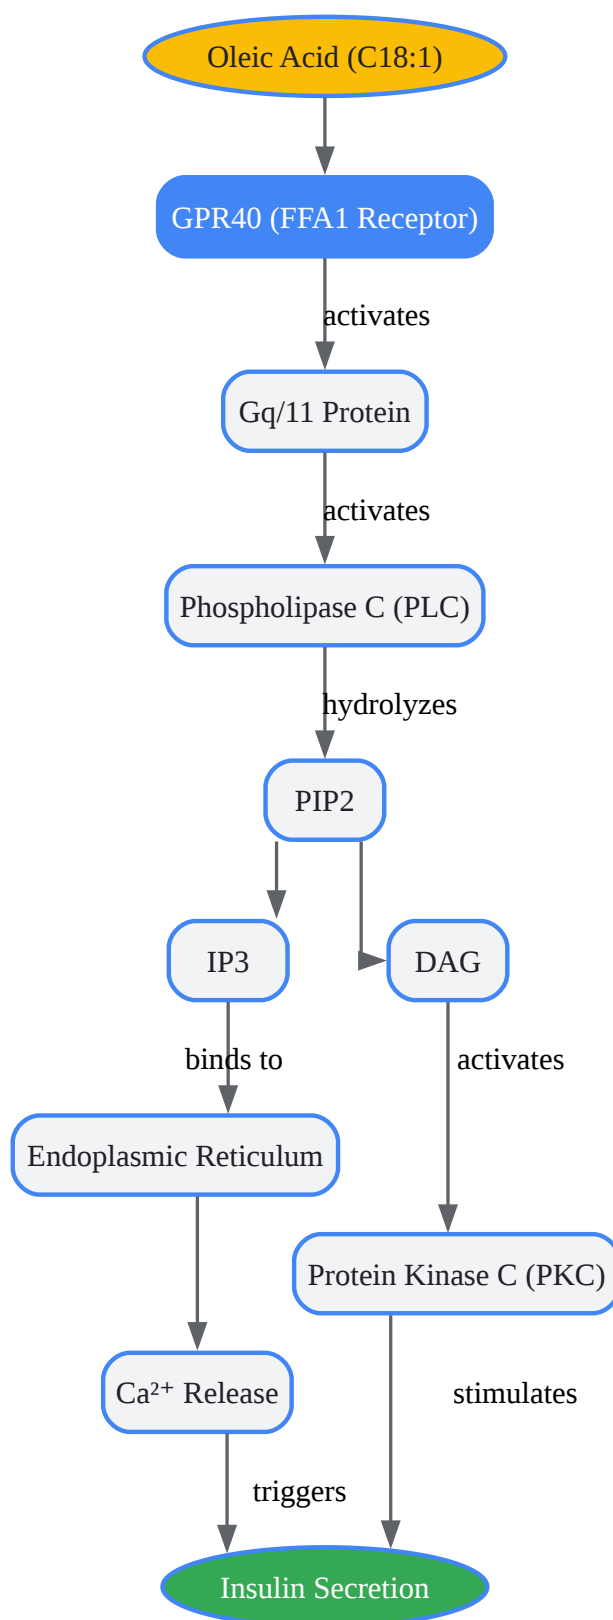 Oleic Acid (C18:1)
GPR40 (FFA1 Receptor)
activates
Gq/11 Protein
activates
Phospholipase C (PLC)
hydrolyzes
PIP2
IP3
DAG
binds to
activates
Endoplasmic Reticulum
Protein Kinase C (PKC)
Ca²⁺ Release
stimulates
triggers
Insulin Secretion